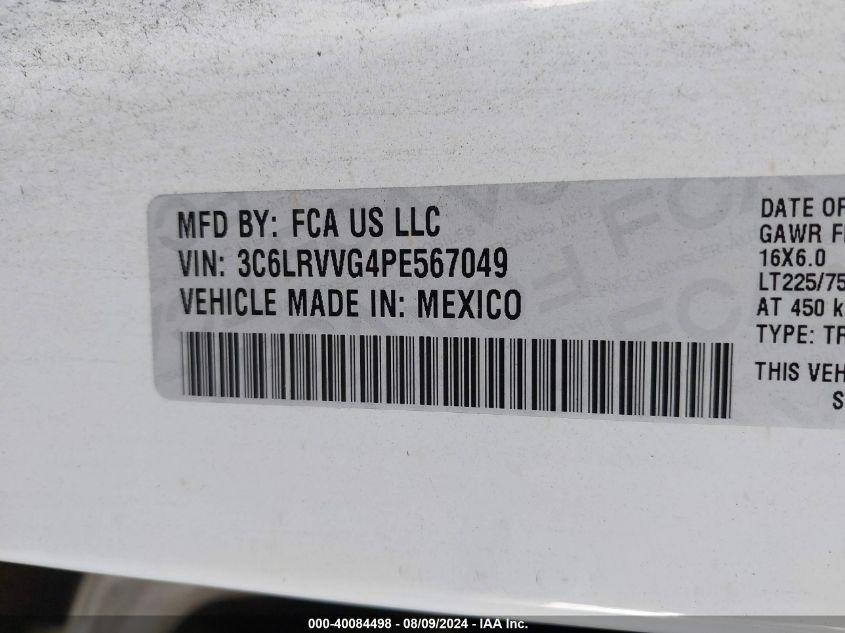 MFD BY: FCA US LLC
VIN: 3C6LRVVG4PE567049
VEHICLE MADE IN: MEXICO
DATE OF
GAWR F
16X6.0
LT225/75
AT 450 k
TYPE: TR
THIS VEH
S
000-40084498 - 08/09/2024 - IAA Inc.